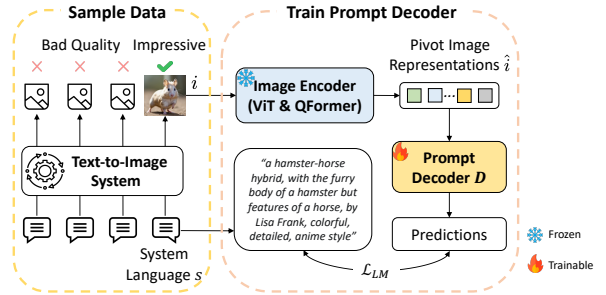 Sample Data
Train Prompt Decoder
Bad Quality
Impressive
i
Image Encoder
(ViT & QFormer)
Pivot Image
Representations î
...
Text-to-Image
System
"a hamster-horse
hybrid, with the furry
body of a hamster but
features of a horse, by
Lisa Frank, colorful,
detailed, anime style"
Prompt
Decoder D
Predictions
System
Language s
ℒLM
Frozen
Trainable